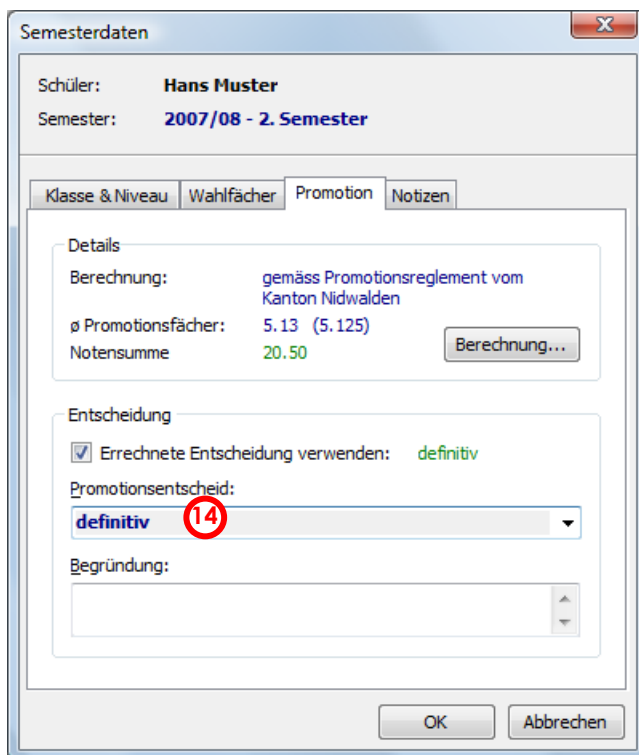 Semesterdaten
Schüler: Hans Muster
Semester: 2007/08 - 2. Semester
Klasse & Niveau Wahlfächer Promotion Notizen
Details
Berechnung: gemäss Promotionsreglement vom
Kanton Nidwalden
ø Promotionsfächer: 5.13 (5.125)
Notensumme 20.50 Berechnung...
Entscheidung
Errechnete Entscheidung verwenden: definitiv
Promotionsentscheid:
definitiv 14
Begründung:
OK Abbrechen